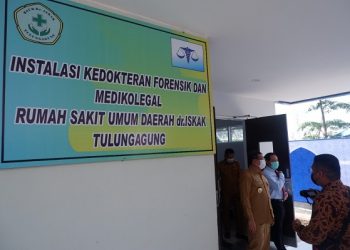 INSTALASI KEDOKTERAN FORENSIK DAN
MEDIKOLEGAL
RUMAH SAKIT UMUM DAERAH dr.ISKAK
TULUNGAGUNG